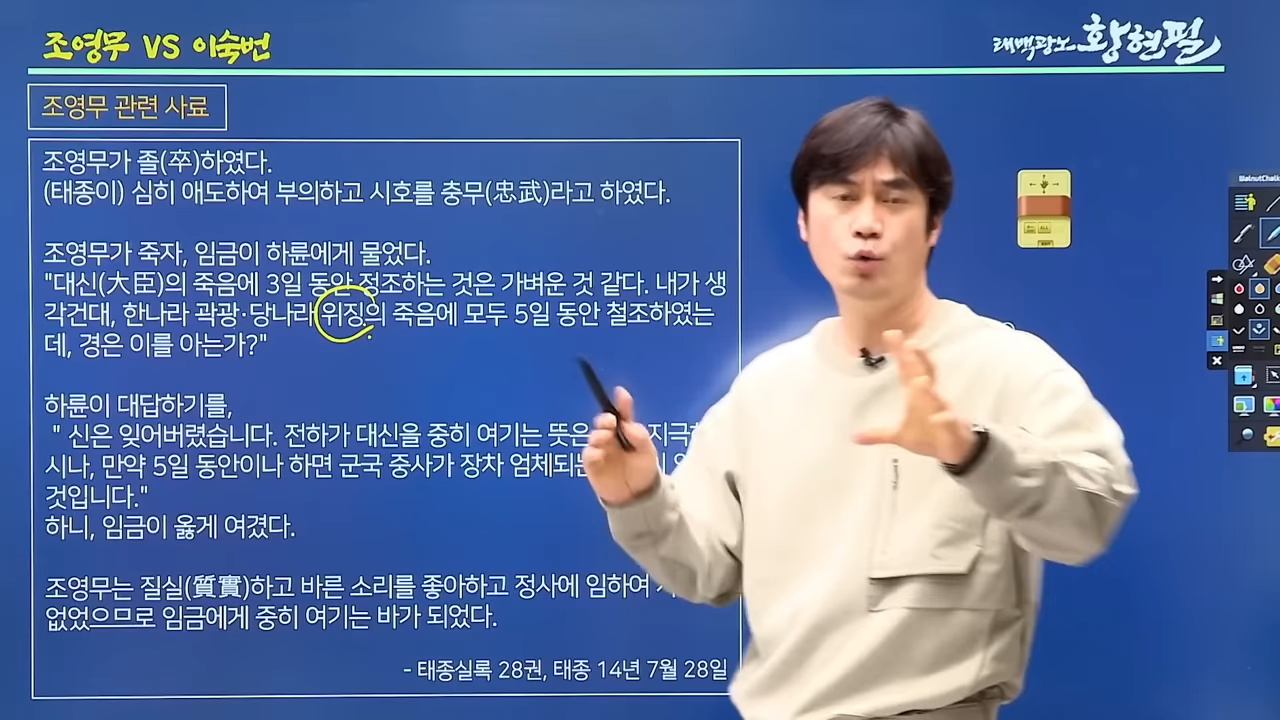 조영무 VS 이숙번
태백광노 황현필
조영무 관련 사료
조영무가 졸(卒)하였다.
(태종이) 심히 애도하여 부의하고 시호를 충무(忠武)라고 하였다.
조영무가 죽자, 임금이 하륜에게 물었다.
"대신(大臣)의 죽음에 3일 동안 정조하는 것은 가벼운 것 같다. 내가 생
각건대, 한나라 곽광·당나라 위징의 죽음에 모두 5일 동안 철조하였는
데, 경은 이를 아는가?"
하륜이 대답하기를,
" 신은 잊어버렸습니다. 전하가 대신을 중히 여기는 뜻은
시나, 만약 5일 동안이나 하면 군국 중사가 장차 엄체되는
것입니다."
하니, 임금이 옳게 여겼다.
조영무는 질실(質實)하고 바른 소리를 좋아하고 정사에 임하여
없었으므로 임금에게 중히 여기는 바가 되었다.
- 태종실록 28권, 태종 14년 7월 28일